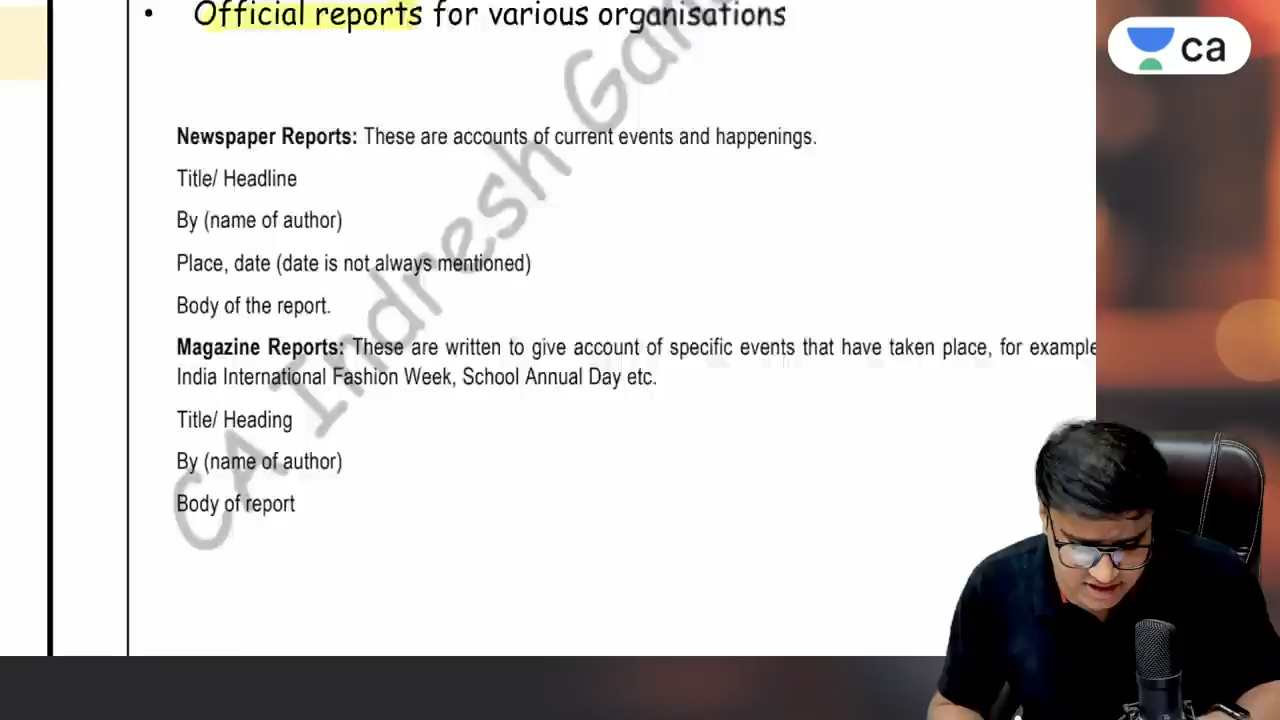 • Official reports for various organisations
ca
Newspaper Reports: These are accounts of current events and happenings.
Title/ Headline
By (name of author)
Place, date (date is not always mentioned)
Body of the report.
Magazine Reports: These are written to give account of specific events that have taken place, for example
India International Fashion Week, School Annual Day etc.
Title/ Heading
By (name of author)
Body of report
CA Indresh